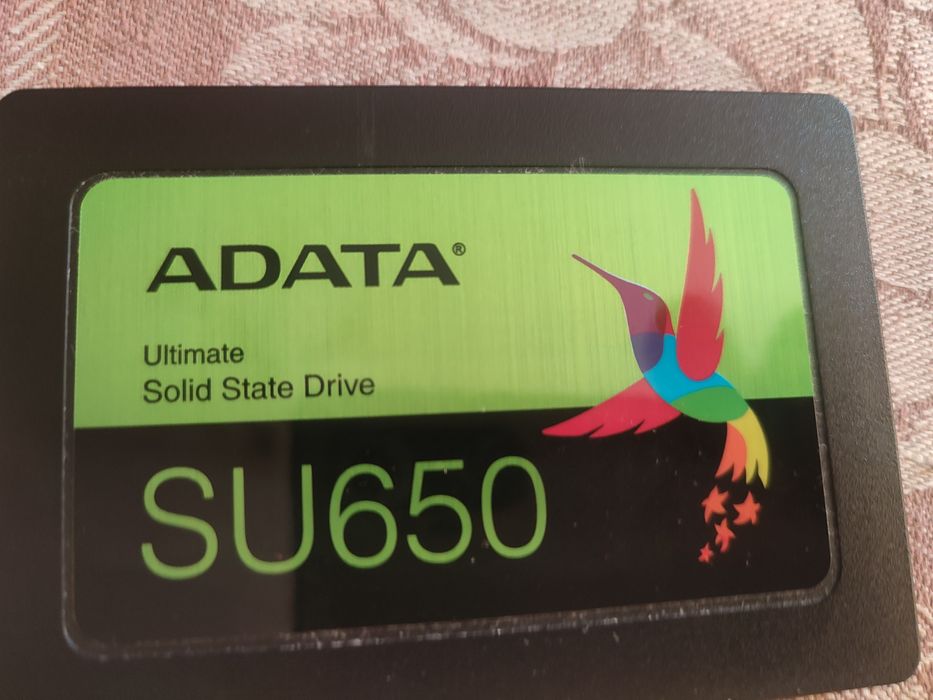 ADATA®
Ultimate
Solid State Drive
SU650